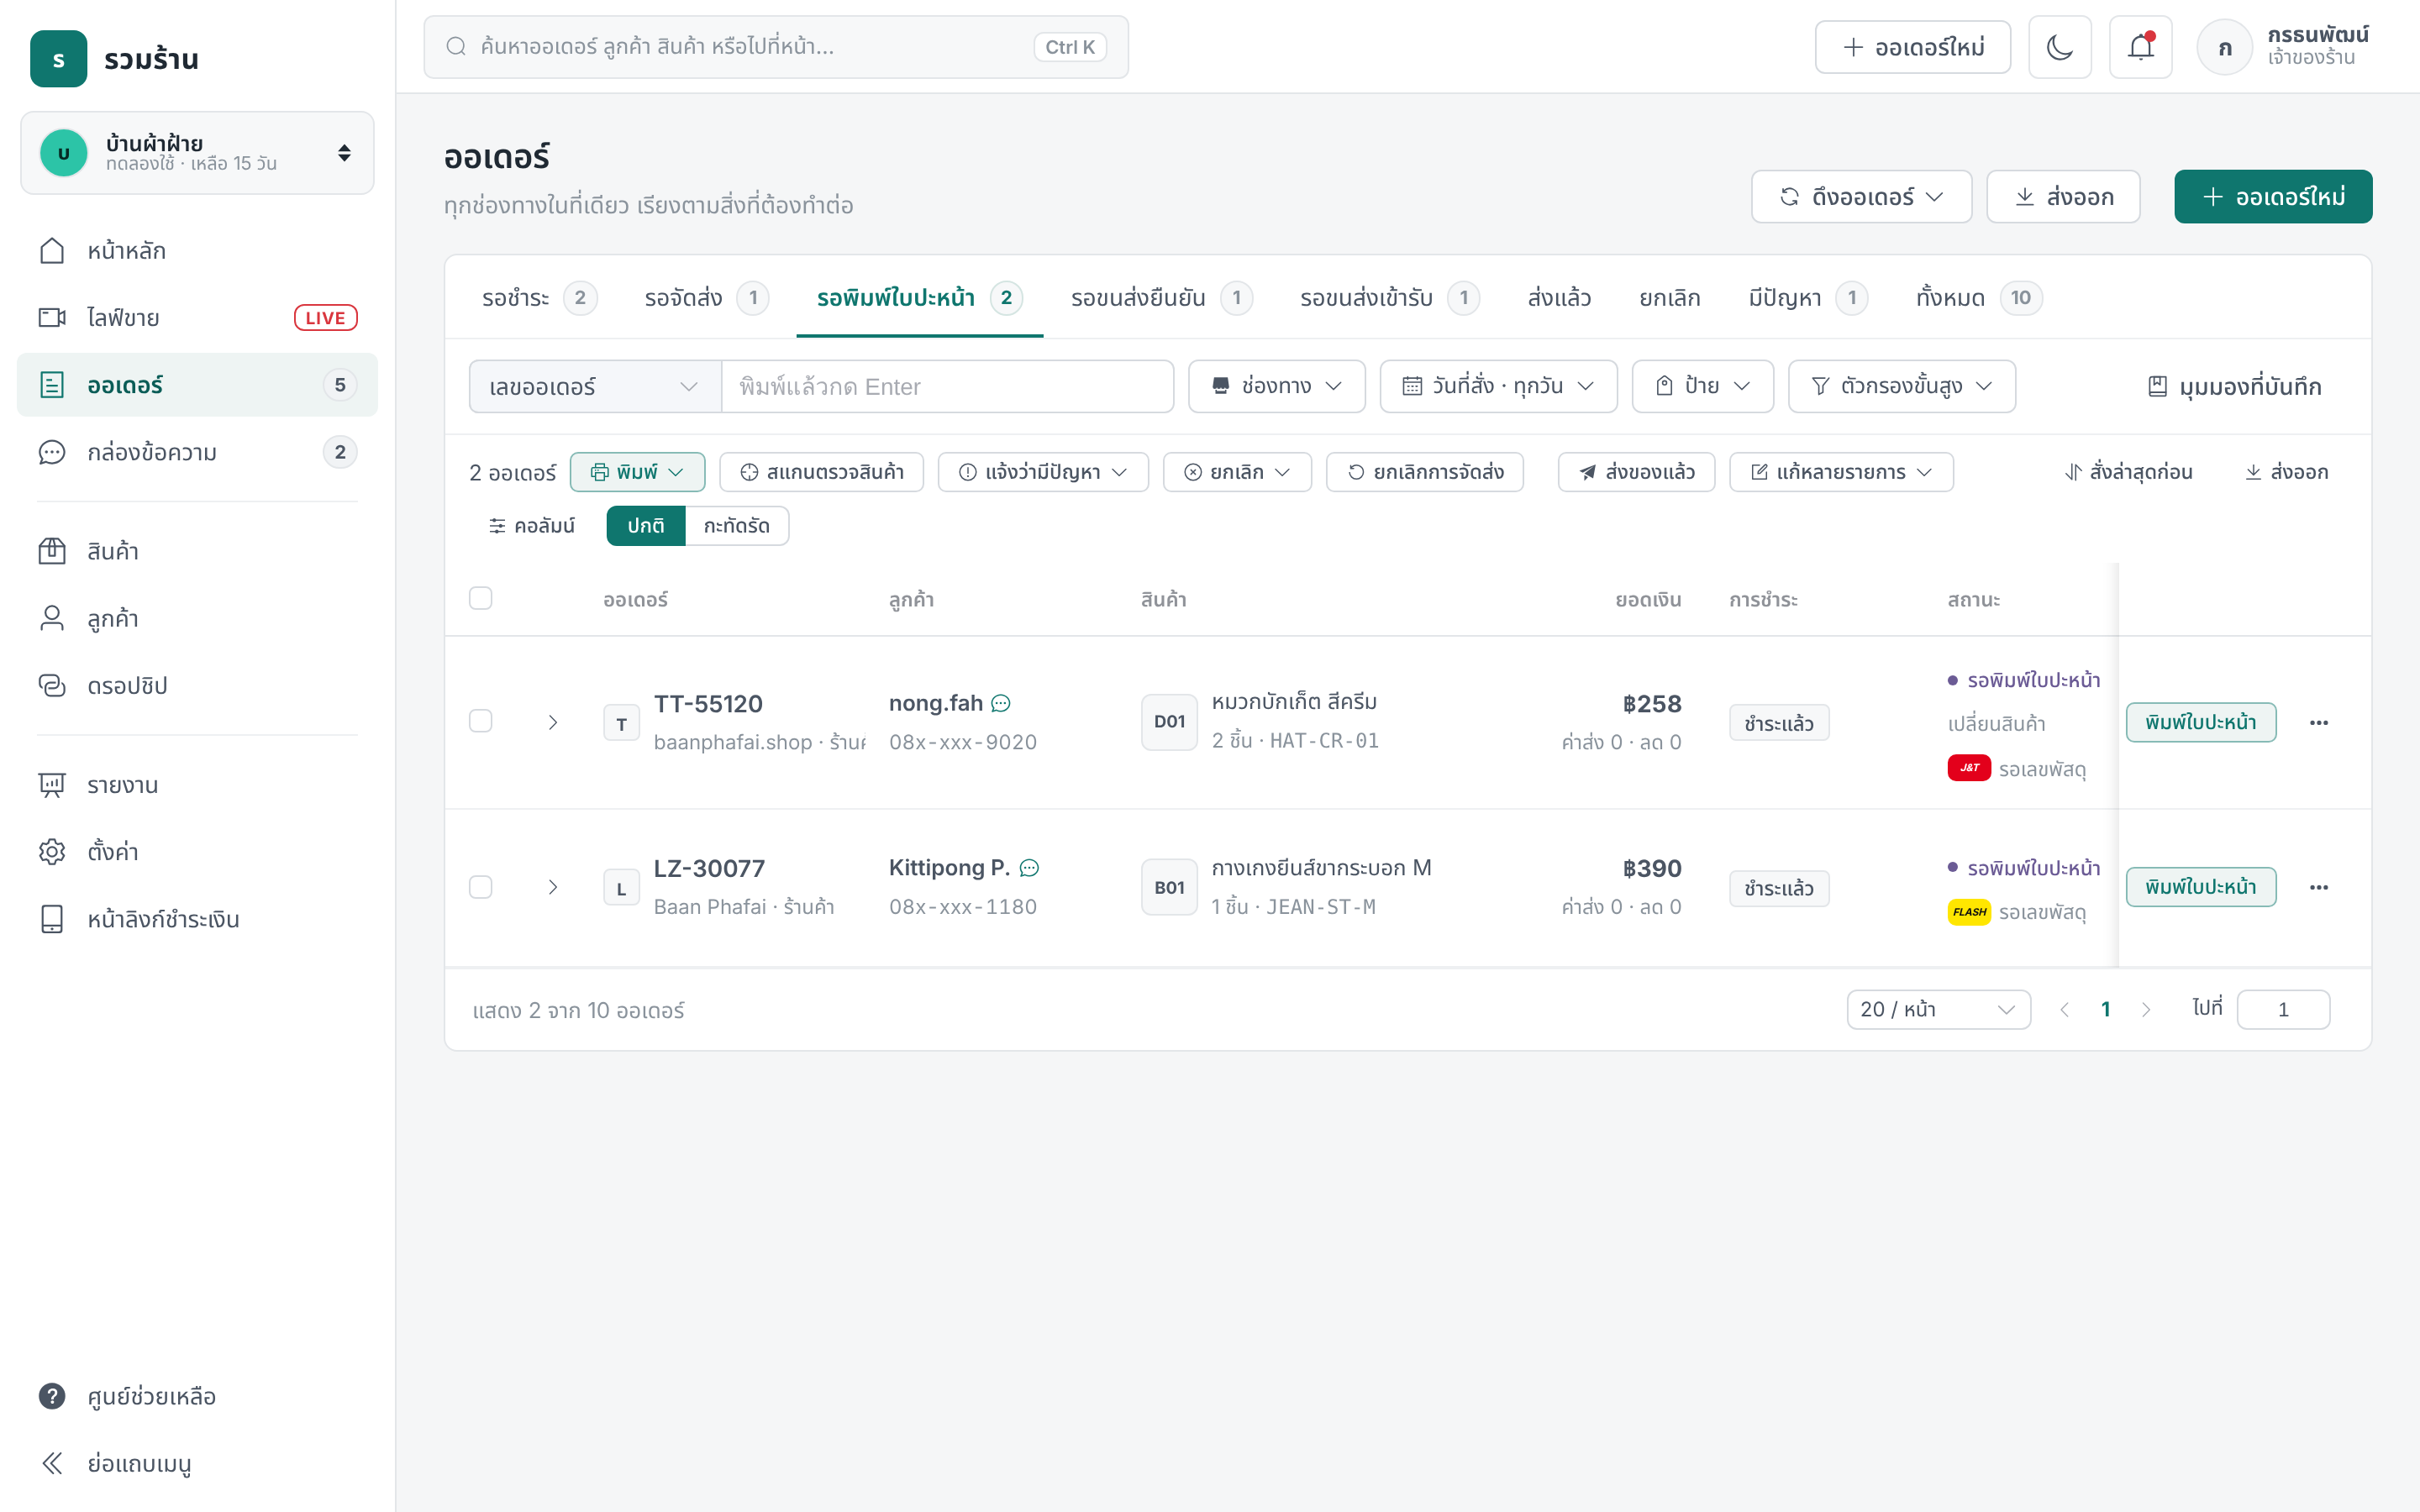 ร รวมร้าน
ค้นหาออเดอร์ ลูกค้า สินค้า หรือไปที่หน้า... Ctrl K
ออเดอร์ใหม่
ก กรธนพัฒน์
เจ้าของร้าน
บ บ้านผ้าฝ้าย
ทดลองใช้ · เหลือ 15 วัน
หน้าหลัก
ไลฟ์ขาย LIVE
ออเดอร์ 5
กล่องข้อความ 2
สินค้า
ลูกค้า
ดรอปชิป
รายงาน
ตั้งค่า
หน้าลิงก์ชำระเงิน
ศูนย์ช่วยเหลือ
ย่อแถบเมนู
ออเดอร์
ทุกช่องทางในที่เดียว เรียงตามสิ่งที่ต้องทำต่อ
ดึงออเดอร์ ส่งออก ออเดอร์ใหม่
รอชำระ 2 รอจัดส่ง 1 รอพิมพ์ใบปะหน้า 2 รอขนส่งยืนยัน 1 รอขนส่งเข้ารับ 1 ส่งแล้ว ยกเลิก มีปัญหา 1 ทั้งหมด 10
เลขออเดอร์ พิมพ์แล้วกด Enter ช่องทาง วันที่สั่ง · ทุกวัน ป้าย ตัวกรองขั้นสูง มุมมองที่บันทึก
2 ออเดอร์ พิมพ์ สแกนตรวจสินค้า แจ้งว่ามีปัญหา ยกเลิก ยกเลิกการจัดส่ง ส่งของแล้ว แก้หลายรายการ สั่งล่าสุดก่อน ส่งออก
คอลัมน์ ปกติ กะทัดรัด
ออเดอร์ ลูกค้า สินค้า ยอดเงิน การชำระ สถานะ
T TT-55120 nong.fah D01 หมวกบักเก็ต สีครีม ฿258 ชำระแล้ว รอพิมพ์ใบปะหน้า พิมพ์ใบปะหน้า
baanphafai.shop · ร้าน 08x-xxx-9020 2 ชิ้น · HAT-CR-01 ค่าส่ง 0 · ลด 0 เปลี่ยนสินค้า
J&T รอเลขพัสดุ
L LZ-30077 Kittipong P. B01 กางเกงยีนส์ขากระบอก M ฿390 ชำระแล้ว รอพิมพ์ใบปะหน้า พิมพ์ใบปะหน้า
Baan Phafai · ร้านค้า 08x-xxx-1180 1 ชิ้น · JEAN-ST-M ค่าส่ง 0 · ลด 0 FLASH รอเลขพัสดุ
แสดง 2 จาก 10 ออเดอร์ 20 / หน้า 1 ไปที่ 1